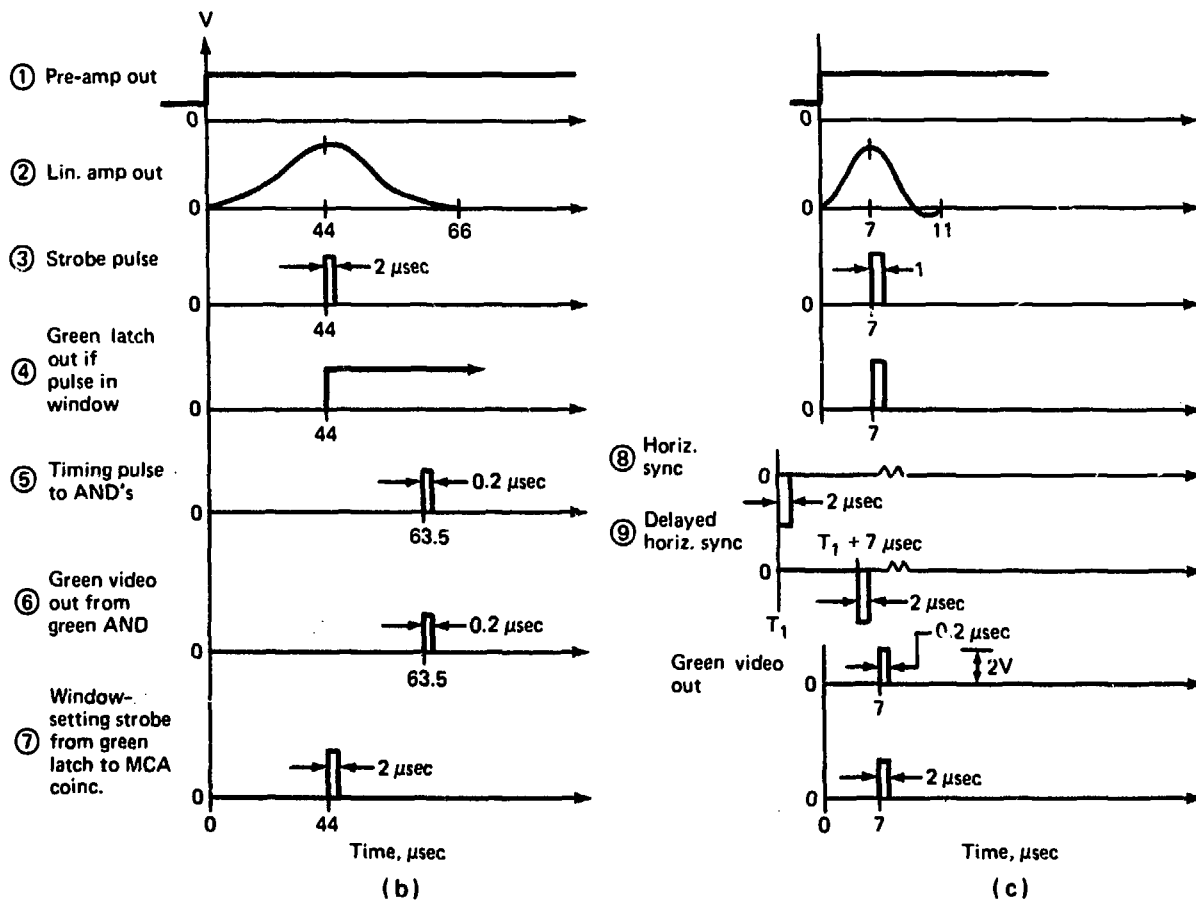 V
① Pre-amp out
0
② Lin. amp out
0
44
66
③ Strobe pulse
2 μsec
0
44
④ Green latch
out if
pulse in
window
0
44
⑤ Timing pulse
to AND's
0.2 μsec
0
63.5
⑥ Green video
out from
green AND
0.2 μsec
0
63.5
⑦ Window-
setting strobe
from green
latch to MCA
coinc.
2 μsec
0
0
44
Time, μsec
(b)
0
0
7
11
1
0
7
0
7
⑧ Horiz.
sync
0
2 μsec
⑨ Delayed
horiz. sync
T1 + 7 μsec
0
2 μsec
T1
0.2 μsec
Green video
out
2V
0
7
2 μsec
0
0
7
Time, μsec
(c)